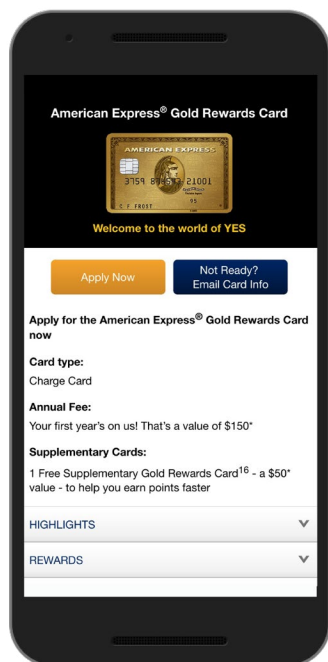 American Express® Gold Rewards Card
AMERICAN EXPRESS
21001
95
C F FROST
Welcome to the world of YES
Apply Now
Not Ready?
Email Card Info
Apply for the American Express® Gold Rewards Card
now
Card type:
Charge Card
Annual Fee:
Your first year's on us! That's a value of $150*
Supplementary Cards:
1 Free Supplementary Gold Rewards Card16 - a $50*
value - to help you earn points faster
HIGHLIGHTS
REWARDS